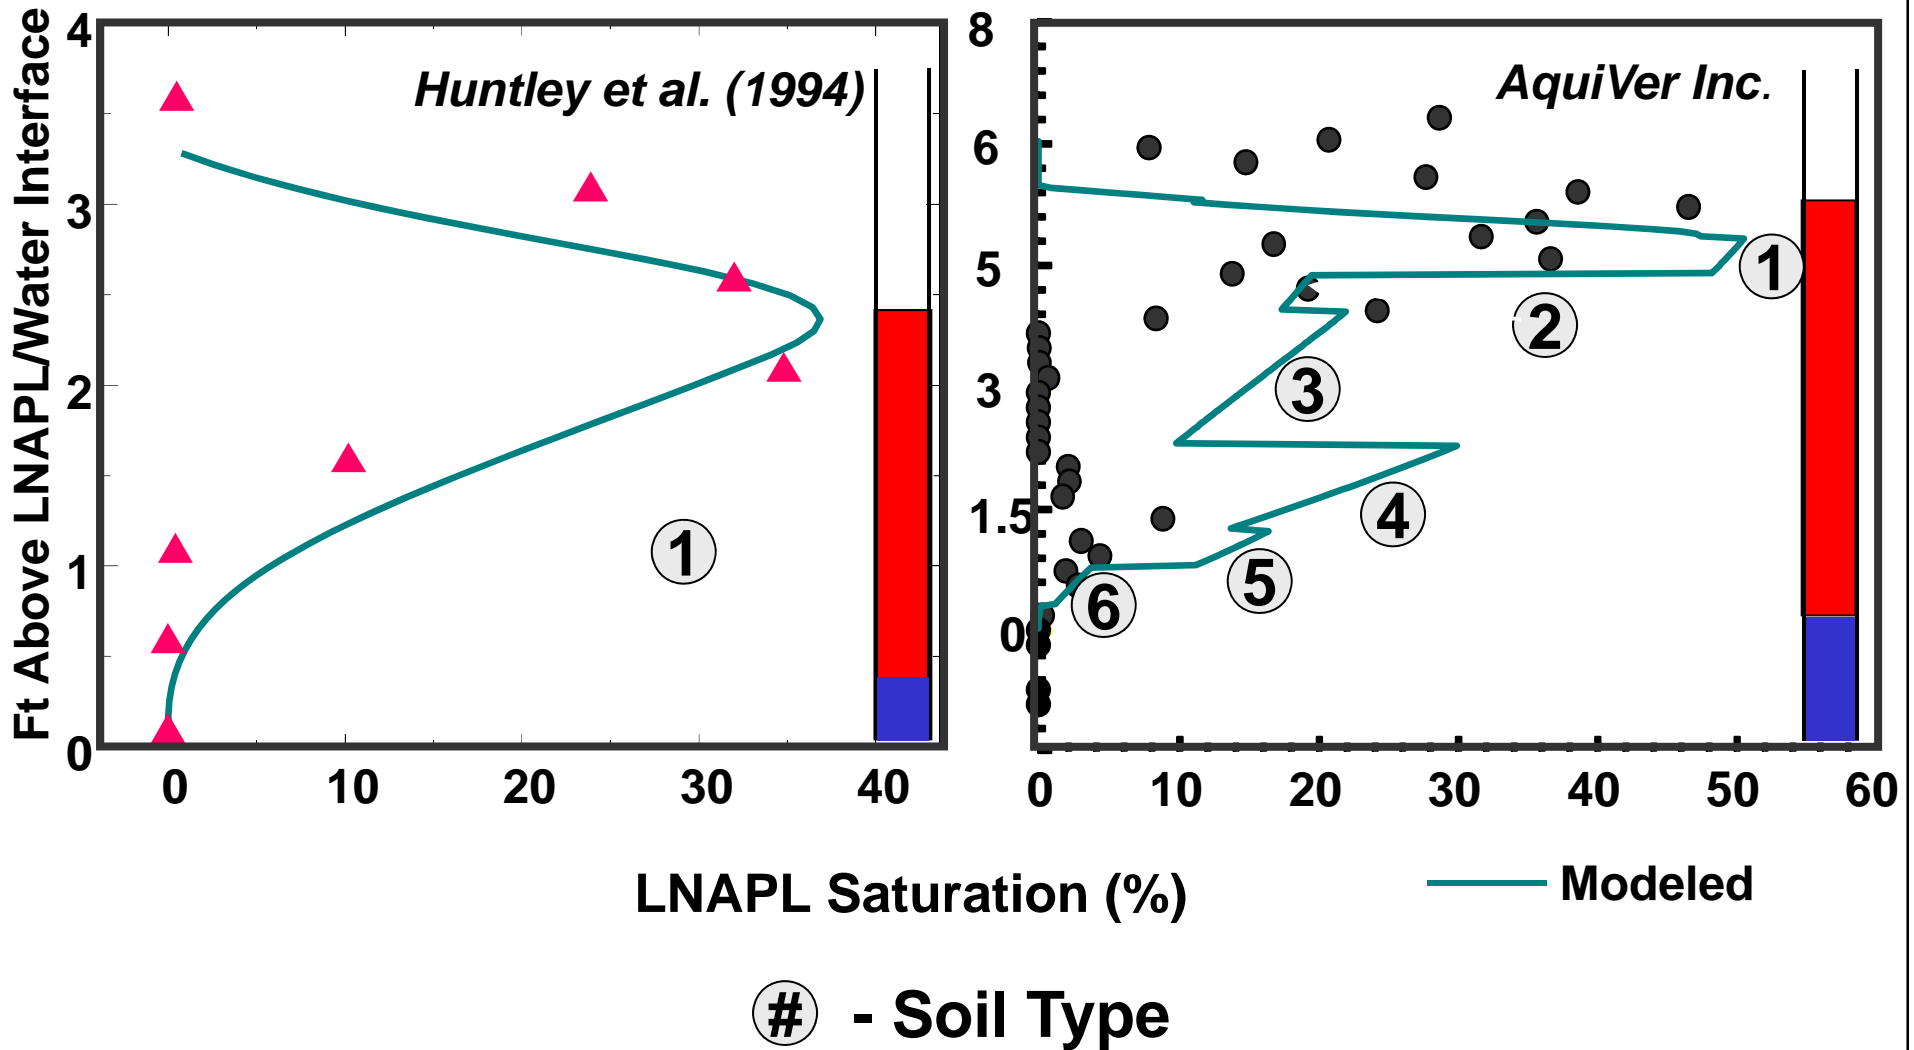 Ft Above LNAPL/Water Interface
4
3
2
1
0
Huntley et al. (1994)
1
0 10 20 30 40
8
6
5
3
1.5
0
AquiVer Inc.
1
2
3
4
5
6
0 10 20 30 40 50 60
LNAPL Saturation (%)
Modeled
# - Soil Type